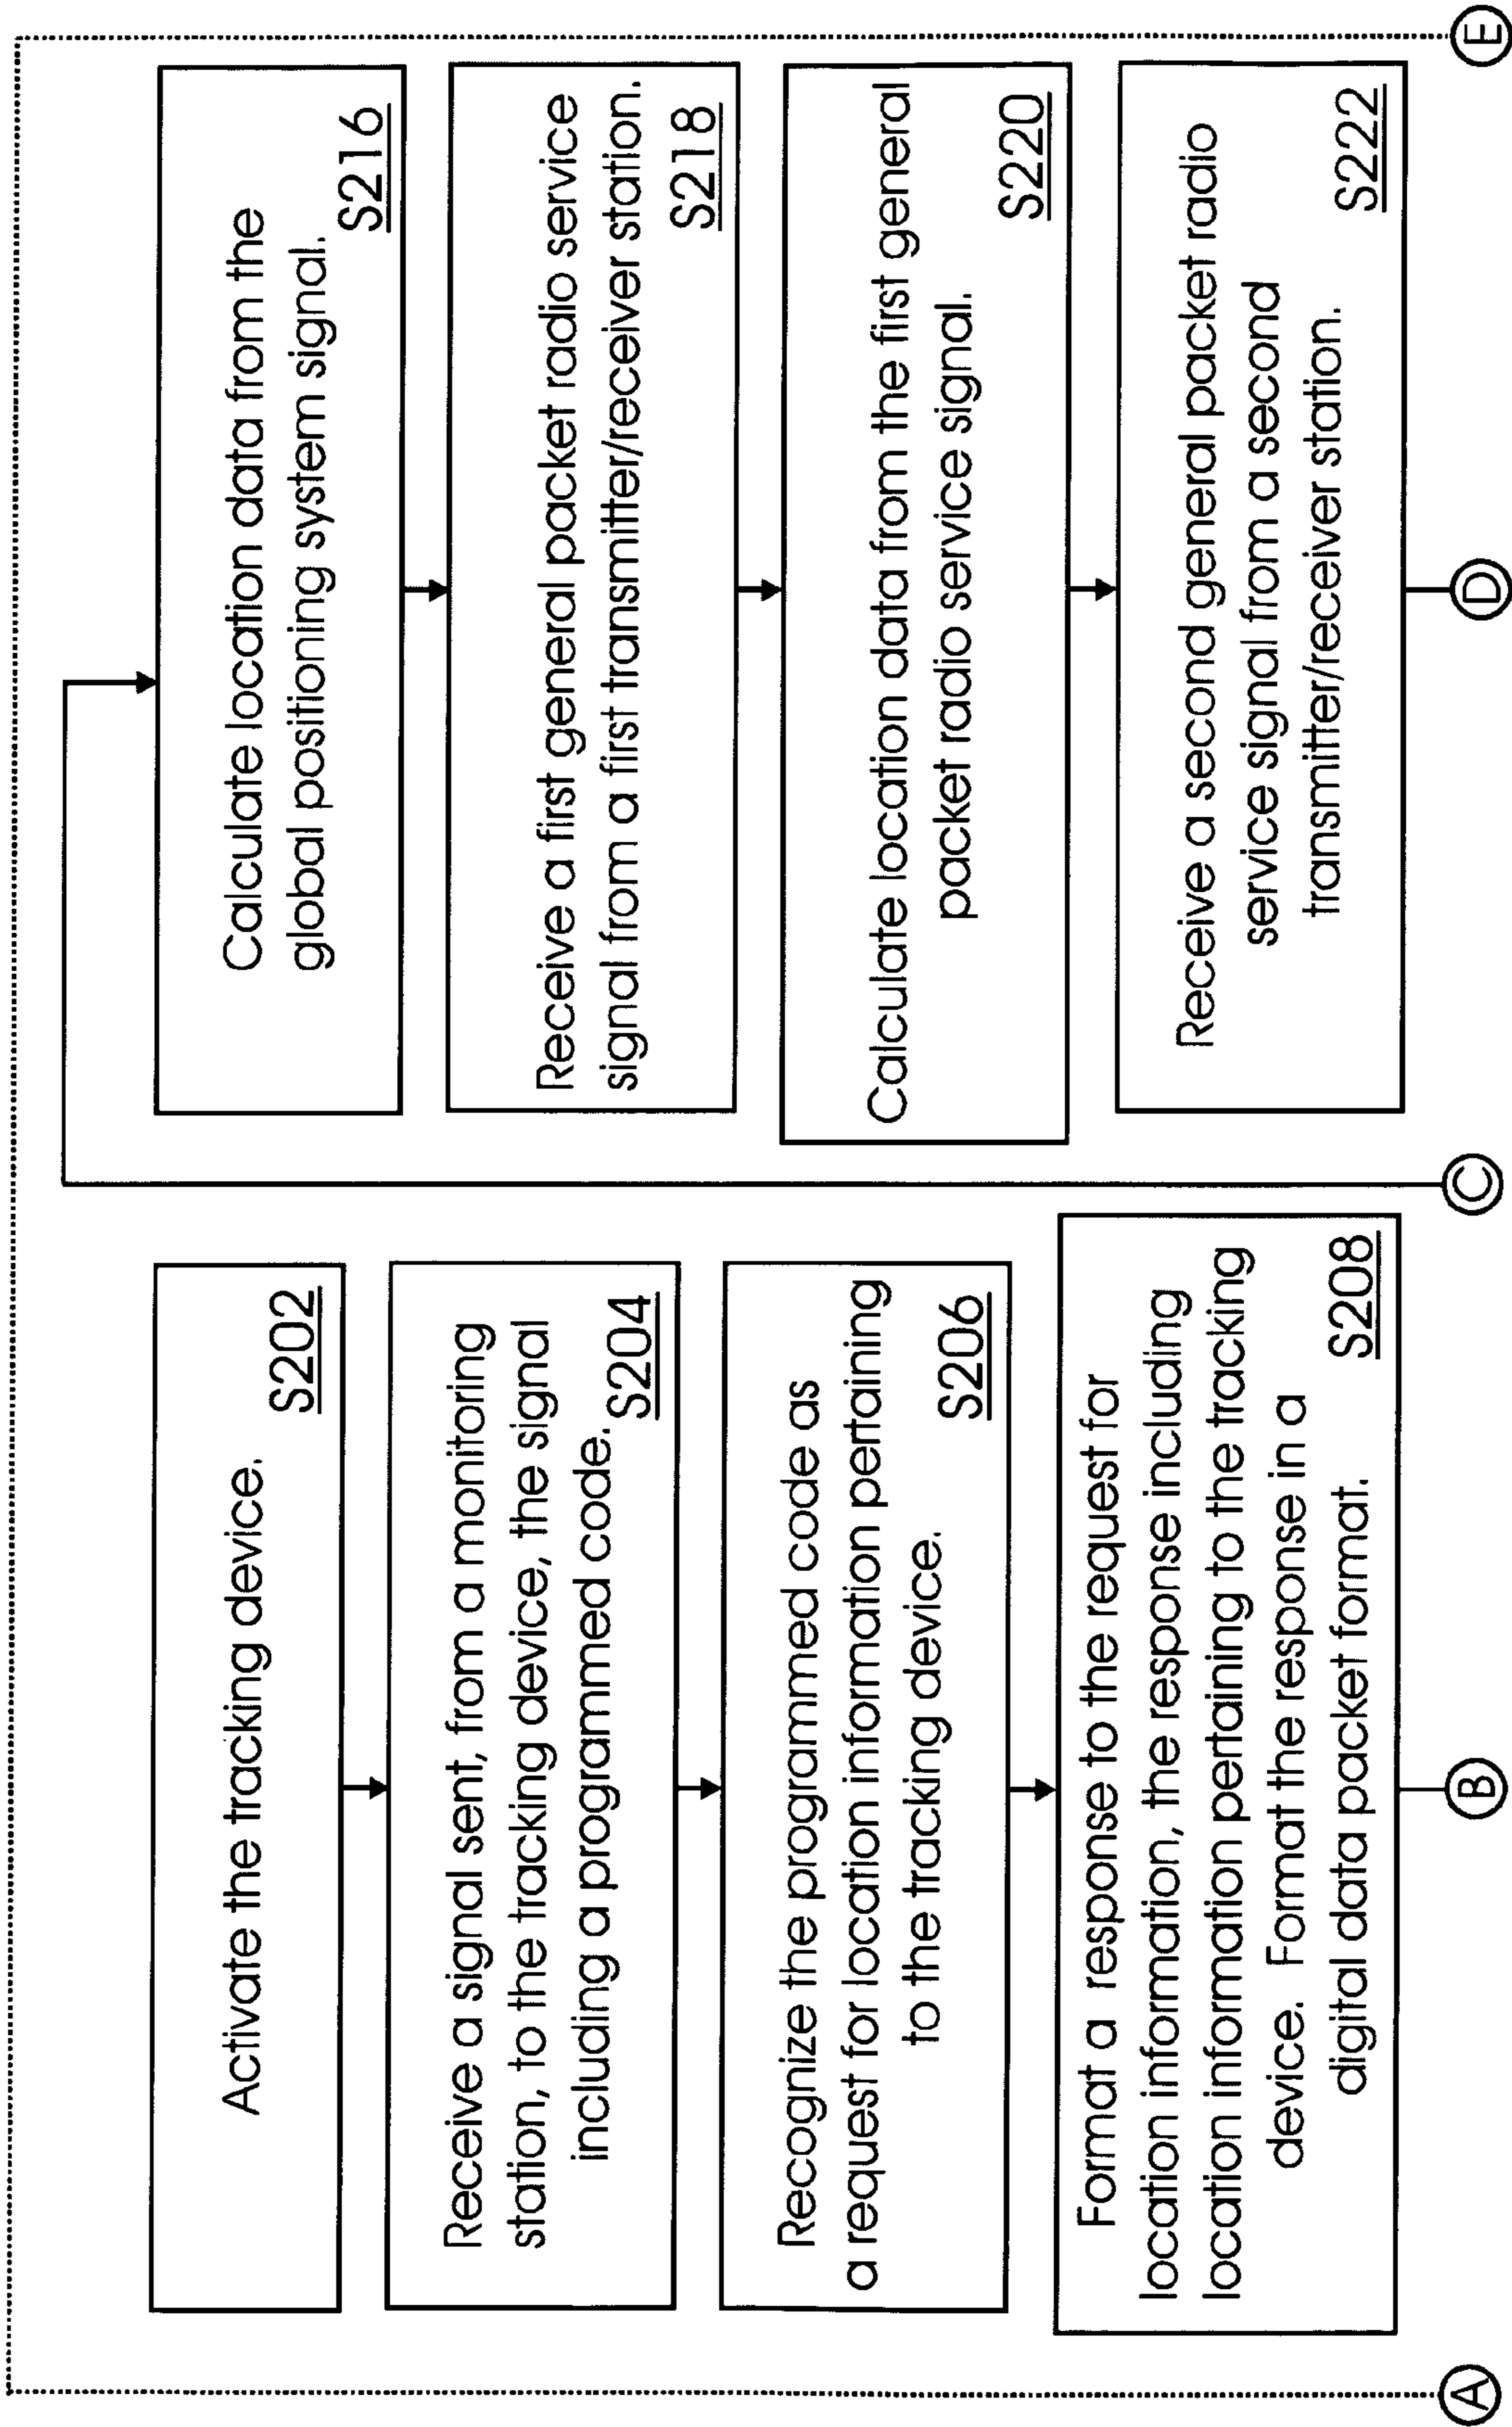 Activate the tracking device.
S202
Receive a signal sent, from a monitoring
station, to the tracking device, the signal
including a programmed code.
S204
Recognize the programmed code as
a request for location information pertaining
to the tracking device.
S206
Format a response to the request for
location information, the response including
location information pertaining to the tracking
device. Format the response in a
digital data packet format.
S208
Calculate location data from the
global positioning system signal.
S216
Receive a first general packet radio service
signal from a first transmitter/receiver station.
S218
Calculate location data from the first general
packet radio service signal.
S220
Receive a second general packet radio
service signal from a second
transmitter/receiver station.
S222
A
B
C
D
E